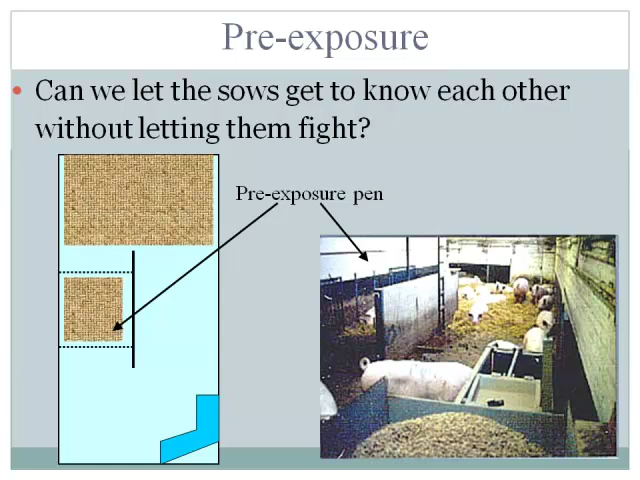 Pre-exposure
• Can we let the sows get to know each other
without letting them fight?
Pre-exposure pen